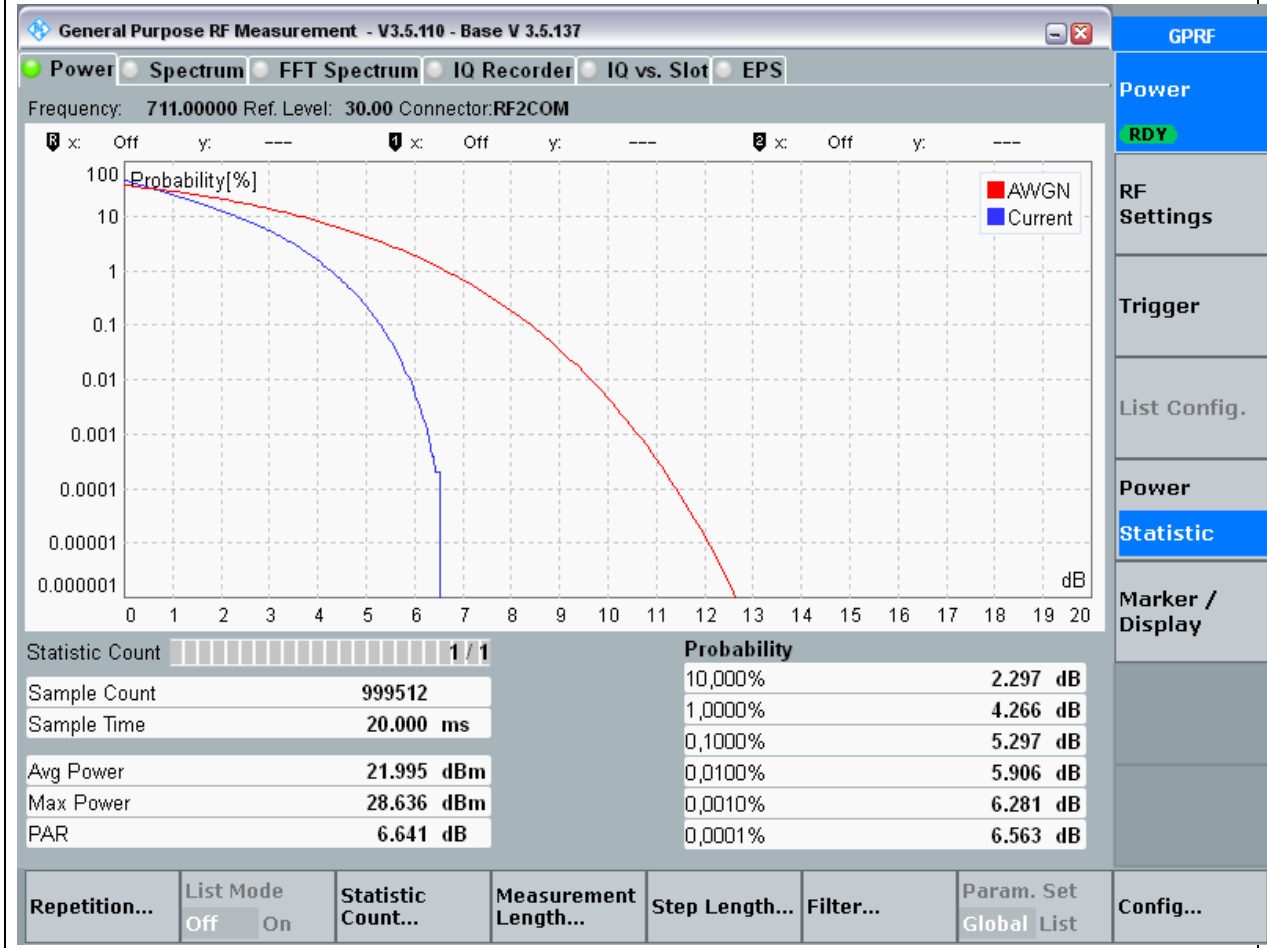 General Purpose RF Measurement - V3.5.110 - Base V 3.5.137
GPRF
Power Spectrum FFT Spectrum IQ Recorder IQ vs. Slot EPS
Frequency: 711.00000 Ref. Level: 30.00 Connector:RF2COM
R x: Off y: --- 1 x: Off y: --- 2 x: Off y: ---
Probability[%]
AWGN
Current
100
10
1
0.1
0.01
0.001
0.0001
0.00001
0.000001
dB
0 1 2 3 4 5 6 7 8 9 10 11 12 13 14 15 16 17 18 19 20
Statistic Count 1 / 1
Sample Count 999512
Sample Time 20.000 ms
Avg Power 21.995 dBm
Max Power 28.636 dBm
PAR 6.641 dB
Probability
10,000% 2.297 dB
1,0000% 4.266 dB
0,1000% 5.297 dB
0,0100% 5.906 dB
0,0010% 6.281 dB
0,0001% 6.563 dB
Power
RDY
RF
Settings
Trigger
List Config.
Power
Statistic
Marker /
Display
Repetition...
List Mode
Off On
Statistic
Count...
Measurement
Length...
Step Length...
Filter...
Param. Set
Global List
Config...